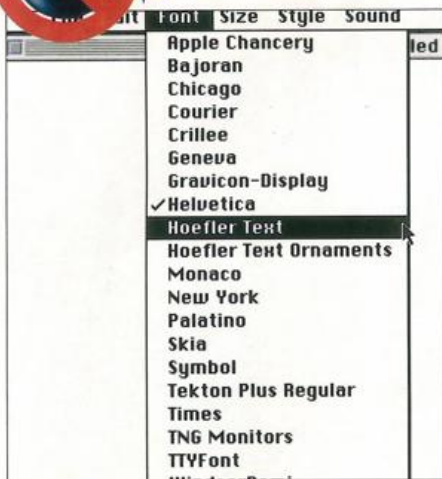 Font Size Style Sound
Apple Chancery
Bajoran
Chicago
Courier
Crillee
Geneva
Gravicon-Display
✓Helvetica
Hoefler Text
Hoefler Text Ornaments
Monaco
New York
Palatino
Skia
Symbol
Tekton Plus Regular
Times
TNG Monitors
TTYFont